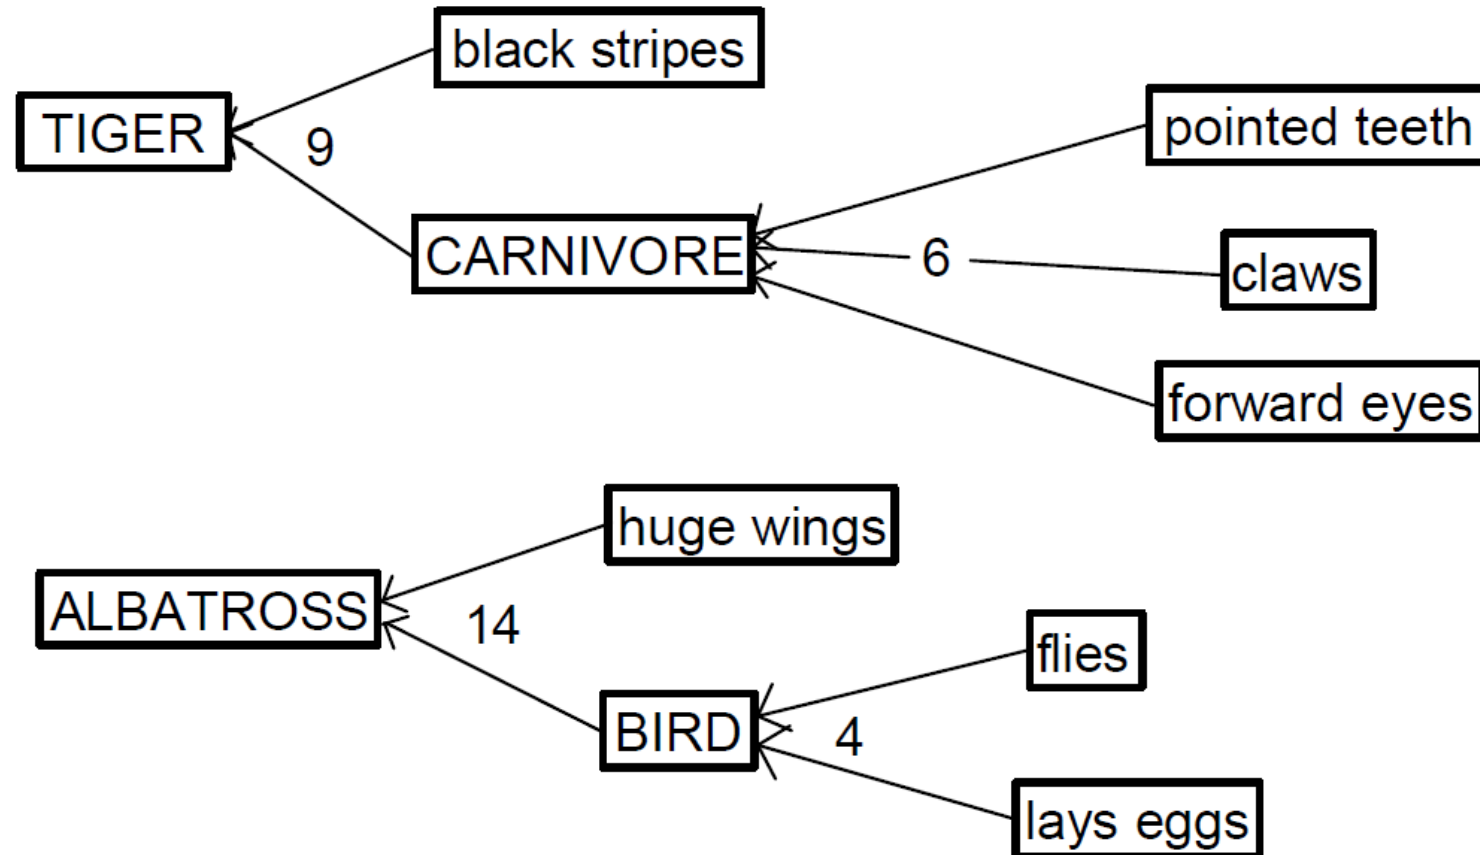 black stripes
TIGER
9
pointed teeth
CARNIVORE
6
claws
forward eyes
huge wings
ALBATROSS
14
flies
BIRD
4
lays eggs